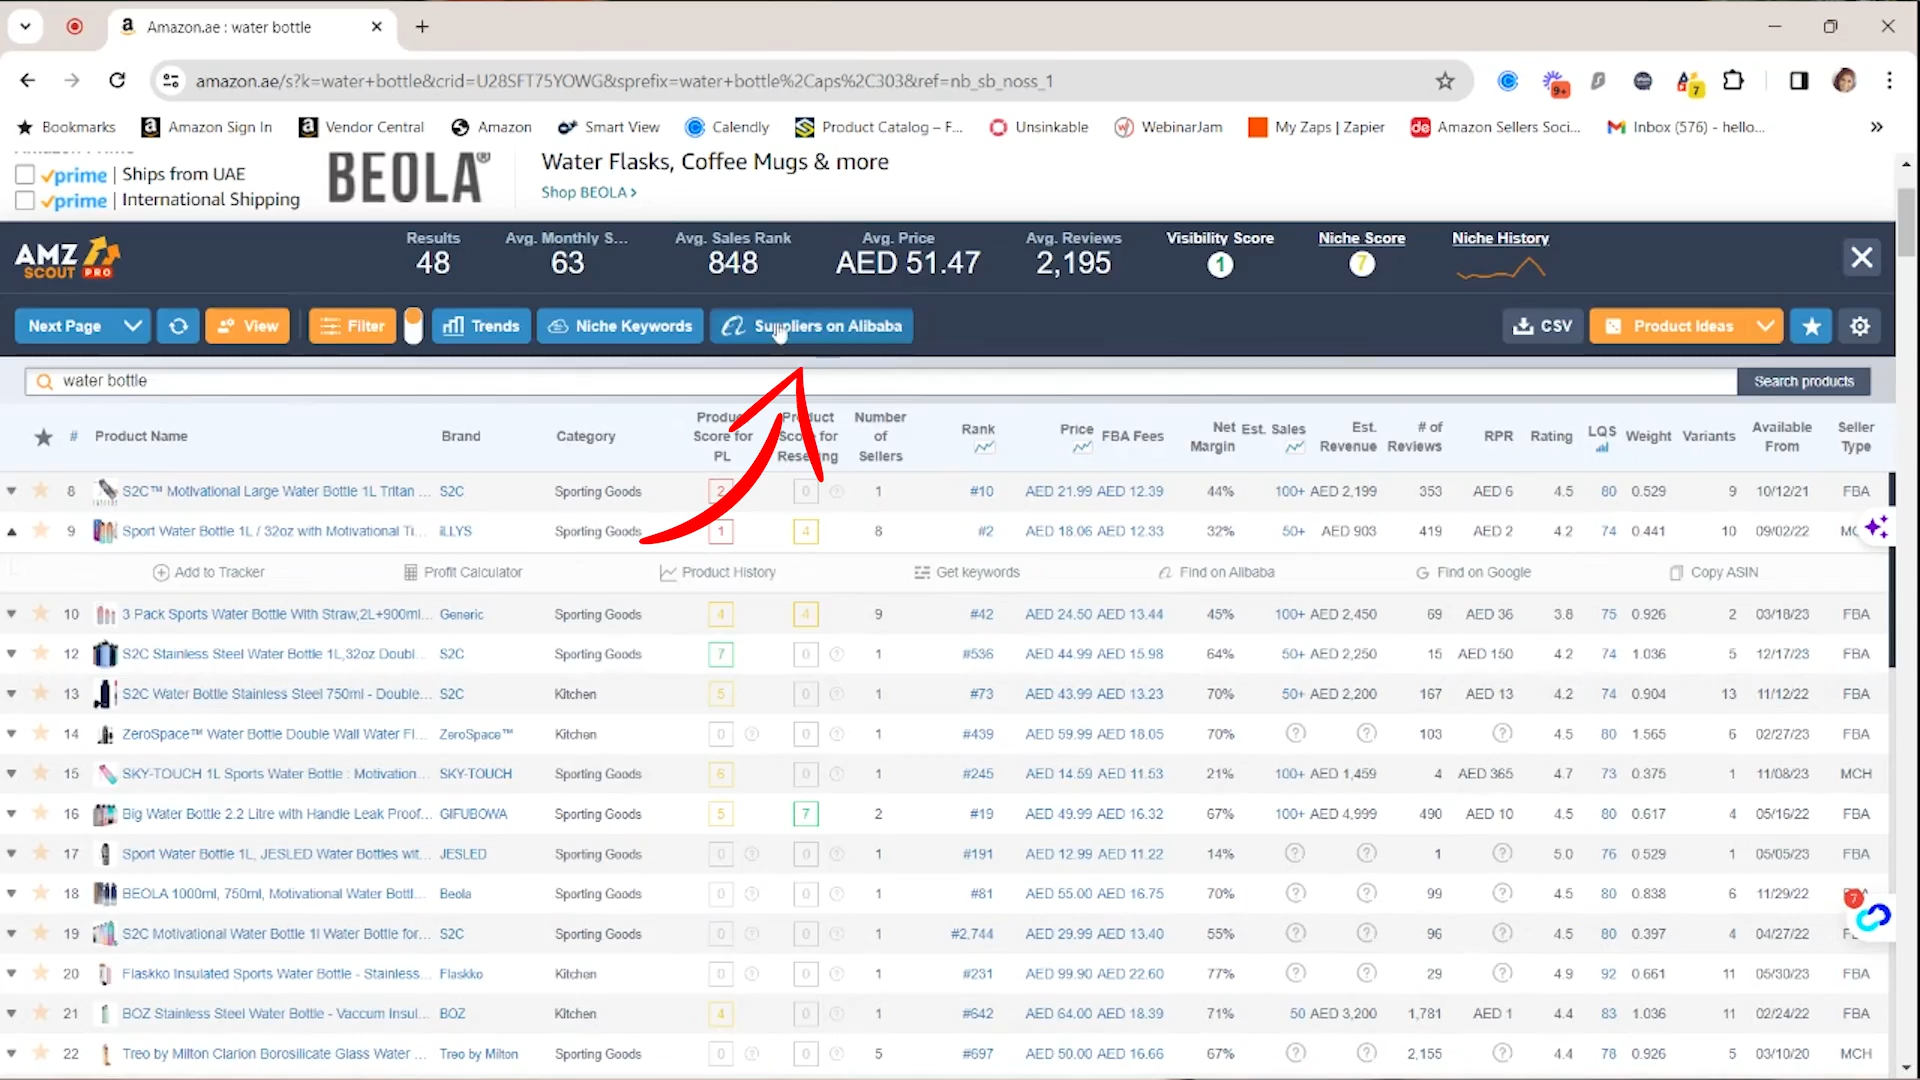 Amazon.ae : water bottle
amazon.ae/s?k=water+bottle&crid=U28SFT75YOWG&sprefix=water+bottle%2Caps%2C303&ref=nb_sb_noss_1
9+
7
Bookmarks Amazon Sign In Vendor Central Amazon Smart View Calendly Product Catalog – F... Unsinkable WebinarJam My Zaps | Zapier Amazon Sellers Soci... Inbox (576) - hello...
prime | Ships from UAE
prime | International Shipping
BEOLA®
Water Flasks, Coffee Mugs & more
Shop BEOLA >
AMZ SCOUT PRO
Results Avg. Monthly S... Avg. Sales Rank Avg. Price Avg. Reviews Visibility Score Niche Score Niche History
48 63 848 AED 51.47 2,195 1 7
Next Page View Filter Trends Niche Keywords Suppliers on Alibaba CSV Product Ideas
water bottle Search products
# Product Name Brand Category Product Score for PL Product Score for Reselling Number of Sellers Rank Price FBA Fees Net Margin Est. Sales Est. Revenue # of Reviews RPR Rating LQS Weight Variants Available From Seller Type
8 S2C™ Motivational Large Water Bottle 1L Tritan ... S2C Sporting Goods 2 0 1 #10 AED 21.99 AED 12.39 44% 100+ AED 2,199 353 AED 6 4.5 80 0.529 9 10/12/21 FBA
9 Sport Water Bottle 1L / 32oz with Motivational Ti... iLLYS Sporting Goods 1 4 8 #2 AED 18.06 AED 12.33 32% 50+ AED 903 419 AED 2 4.2 74 0.441 10 09/02/22
Add to Tracker Profit Calculator Product History Get keywords Find on Alibaba Find on Google Copy ASIN
10 3 Pack Sports Water Bottle With Straw,2L+900ml... Generic Sporting Goods 4 4 9 #42 AED 24.50 AED 13.44 45% 100+ AED 2,450 69 AED 36 3.8 75 0.926 2 03/18/23 FBA
12 S2C Stainless Steel Water Bottle 1L,32oz Doubl... S2C Sporting Goods 7 0 1 #536 AED 44.99 AED 15.98 64% 50+ AED 2,250 15 AED 150 4.2 74 1.036 5 12/17/23 FBA
13 S2C Water Bottle Stainless Steel 750ml - Double... S2C Kitchen 5 0 1 #73 AED 43.99 AED 13.23 70% 50+ AED 2,200 167 AED 13 4.2 74 0.904 13 11/12/22 FBA
14 ZeroSpace™ Water Bottle Double Wall Water Fl... ZeroSpace™ Kitchen 0 0 1 #439 AED 59.99 AED 18.05 70% 103 4.5 80 1.565 6 02/27/23 FBA
15 SKY-TOUCH 1L Sports Water Bottle : Motivation... SKY-TOUCH Sporting Goods 6 0 1 #245 AED 14.59 AED 11.53 21% 100+ AED 1,459 4 AED 365 4.7 73 0.375 1 11/08/23 MCH
16 Big Water Bottle 2.2 Litre with Handle Leak Proof... GIFUBOWA Sporting Goods 5 7 2 #19 AED 49.99 AED 16.32 67% 100+ AED 4,999 490 AED 10 4.5 80 0.617 4 05/16/22 FBA
17 Sport Water Bottle 1L, JESLED Water Bottles wit... JESLED Sporting Goods 0 0 1 #191 AED 12.99 AED 11.22 14% 1 5.0 76 0.529 1 05/05/23 FBA
18 BEOLA 1000ml, 750ml, Motivational Water Bottl... Beola Sporting Goods 0 0 1 #81 AED 55.00 AED 16.75 70% 99 4.5 80 0.838 6 11/29/22
7
19 S2C Motivational Water Bottle 1l Water Bottle for... S2C Sporting Goods 0 0 1 #2,744 AED 29.99 AED 13.40 55% 96 4.5 80 0.397 4 04/27/22
20 Flaskko Insulated Sports Water Bottle - Stainless... Flaskko Kitchen 0 0 1 #231 AED 99.90 AED 22.60 77% 29 4.9 92 0.661 11 05/30/23 FBA
21 BOZ Stainless Steel Water Bottle - Vaccum Insul... BOZ Kitchen 4 0 1 #642 AED 64.00 AED 18.39 71% 50 AED 3,200 1,781 AED 1 4.4 83 1.036 11 02/24/22 FBA
22 Treo by Milton Clarion Borosilicate Glass Water ... Treo by Milton Sporting Goods 0 0 5 #697 AED 50.00 AED 16.66 67% 2,155 4.4 78 0.926 5 03/10/20 MCH